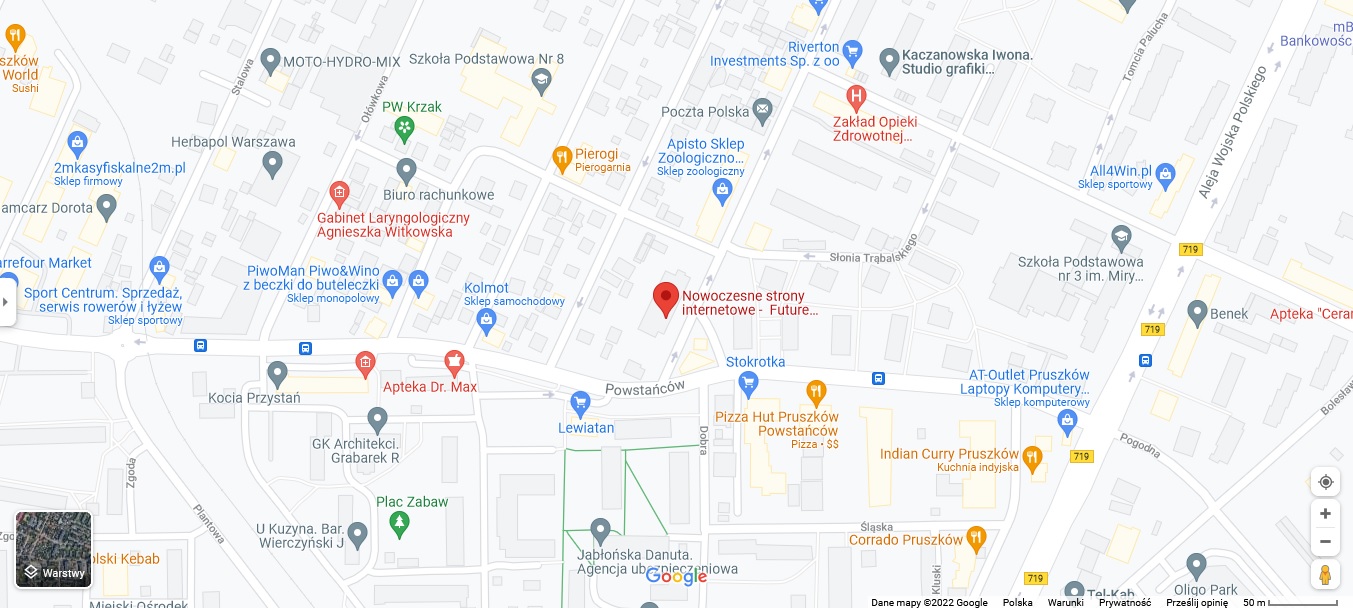 mB
Bankowość
szków
World
Sushi
MOTO-HYDRO-MIX
Szkoła Podstawowa Nr 8
Riverton
Investments Sp. z oo
Kaczanowska Iwona.
Studio grafiki...
Tomcia Palucha
Stalowa
Ołówkowa
PW Krzak
Poczta Polska
Zakład Opieki
Zdrowotnej...
Aleja Wojska Polskiego
Herbapol Warszawa
2mkasyfiskalne2m.pl
Sklep firmowy
Pierogi
Pierogarnia
Apisto Sklep
Zoologiczno...
Sklep zoologiczny
All4Win.pl
Sklep sportowy
Biuro rachunkowe
amcarz Dorota
Gabinet Laryngologiczny
Agnieszka Witkowska
719
Słonia Trąbalskiego
Szkoła Podstawowa
nr 3 im. Miry...
arrefour Market
PiwoMan Piwo&Wino
z beczki do buteleczki
Sklep monopolowy
Sport Centrum. Sprzedaż,
serwis rowerów i łyżew
Sklep sportowy
Kolmot
Sklep samochodowy
Nowoczesne strony
internetowe - Future...
Benek
Apteka "Cerar
719
Stokrotka
AT-Outlet Pruszków
Laptopy Komputery...
Sklep komputerowy
Kocia Przystań
Apteka Dr. Max
Powstańców
Bolesław
Lewiatan
Pizza Hut Pruszków
Powstańców
Pizza • $$
Dobra
GK Architekci.
Grabarek R
Indian Curry Pruszków
Kuchnia indyjska
719
Pogodna
Zgoda
Plantowa
Plac Zabaw
U Kuzyna. Bar.
Wierczyński J
Śląska
Corrado Pruszków
Jabłońska Danuta.
Agencja ubezpieczeniowa
Zgo
olski Kebab
Warstwy
Google
Kluski
719
Tel-Kab
Oligo Park
Miejski Ośrodek
Dane mapy ©2022 Google
Polska
Warunki
Prywatność
Prześlij opinię
50 m